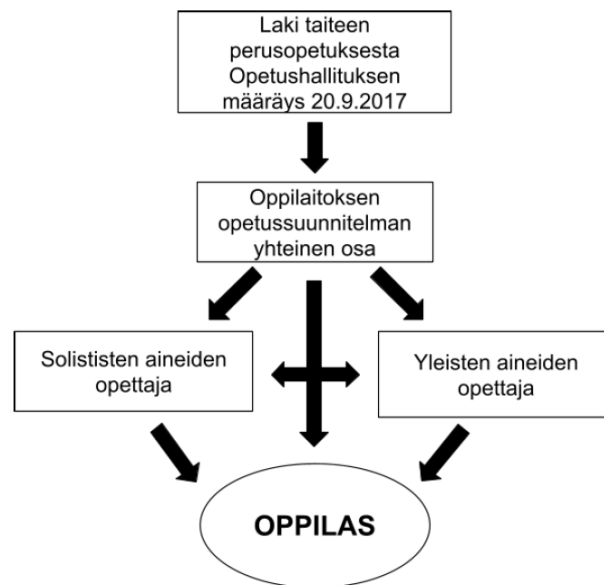 Laki taiteen
perusopetuksesta
Opetushallituksen
määräys 20.9.2017
Oppilaitoksen
opetussuunnitelman
yhteinen osa
Solististen aineiden
opettaja
Yleisten aineiden
opettaja
OPPILAS